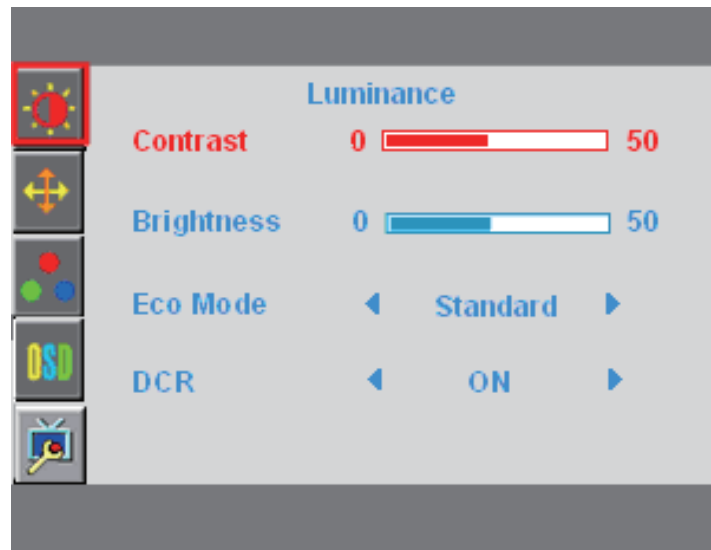 Luminance
Contrast 0 50
Brightness 0 50
Eco Mode Standard
OSD
DCR ON